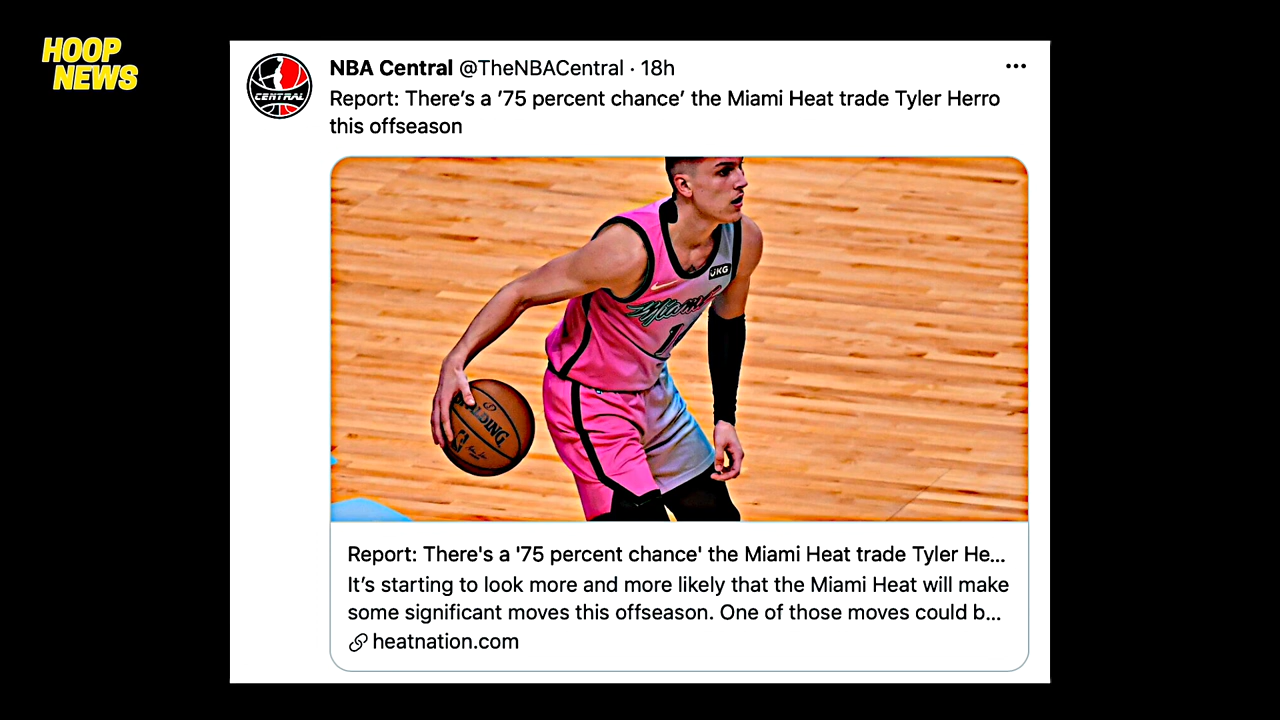 HOOP
NEWS
CENTRAL
NBA Central @TheNBACentral · 18h
Report: There’s a ’75 percent chance’ the Miami Heat trade Tyler Herro
this offseason
UKG
Miami
1
SPALDING
Report: There's a '75 percent chance' the Miami Heat trade Tyler He...
It’s starting to look more and more likely that the Miami Heat will make
some significant moves this offseason. One of those moves could b...
heatnation.com